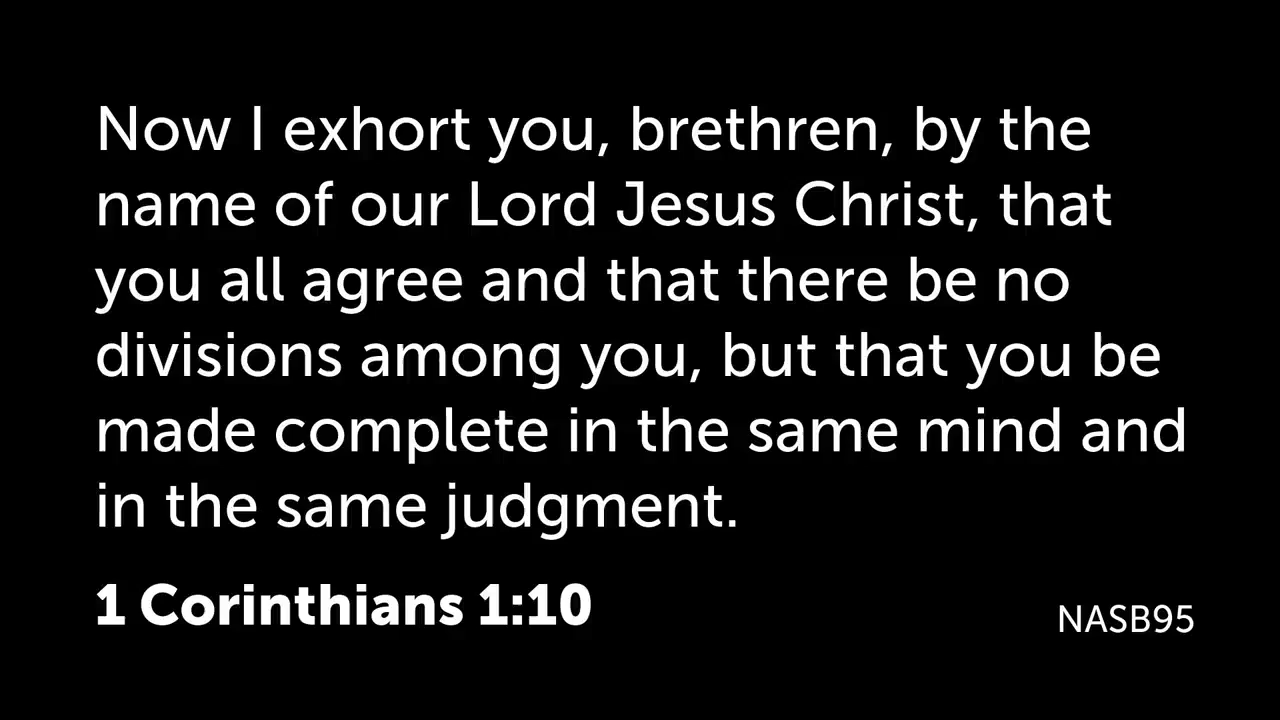 Now I exhort you, brethren, by the
name of our Lord Jesus Christ, that
you all agree and that there be no
divisions among you, but that you be
made complete in the same mind and
in the same judgment.
1 Corinthians 1:10
NASB95